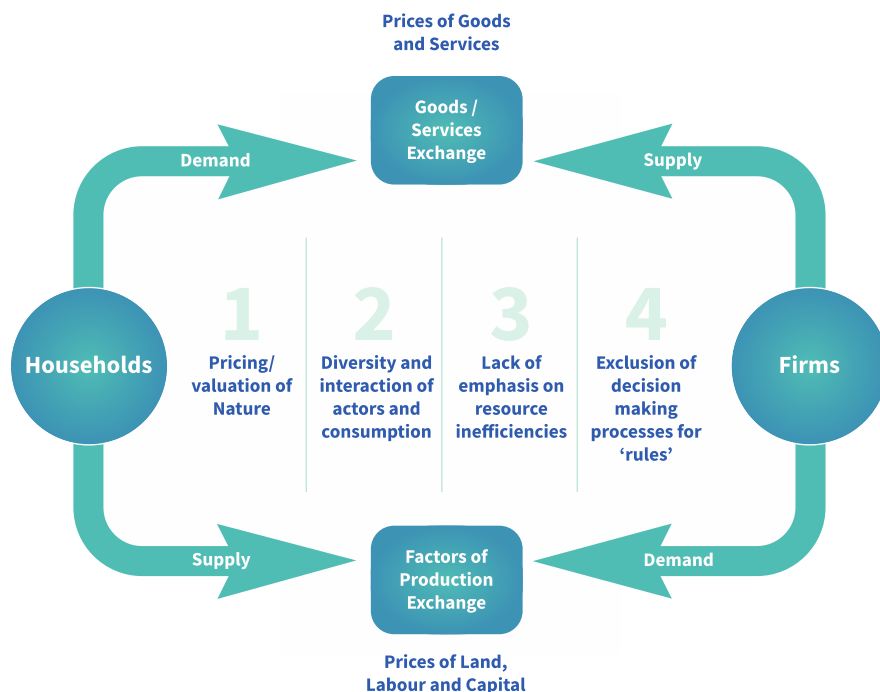 Prices of Goods
and Services
Goods /
Services
Exchange
Demand
Supply
Households
1
Pricing/
valuation of
Nature
2
Diversity and
interaction of
actors and
consumption
3
Lack of
emphasis on
resource
inefficiencies
4
Exclusion of
decision
making
processes for
‘rules’
Firms
Supply
Factors of
Production
Exchange
Demand
Prices of Land,
Labour and Capital